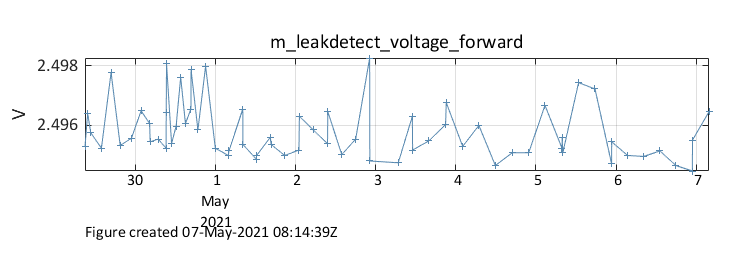 m_leakdetect_voltage_forward
2.498
2.496
V
30 1 2 3 4 5 6 7
May
2021
Figure created 07-May-2021 08:14:39Z